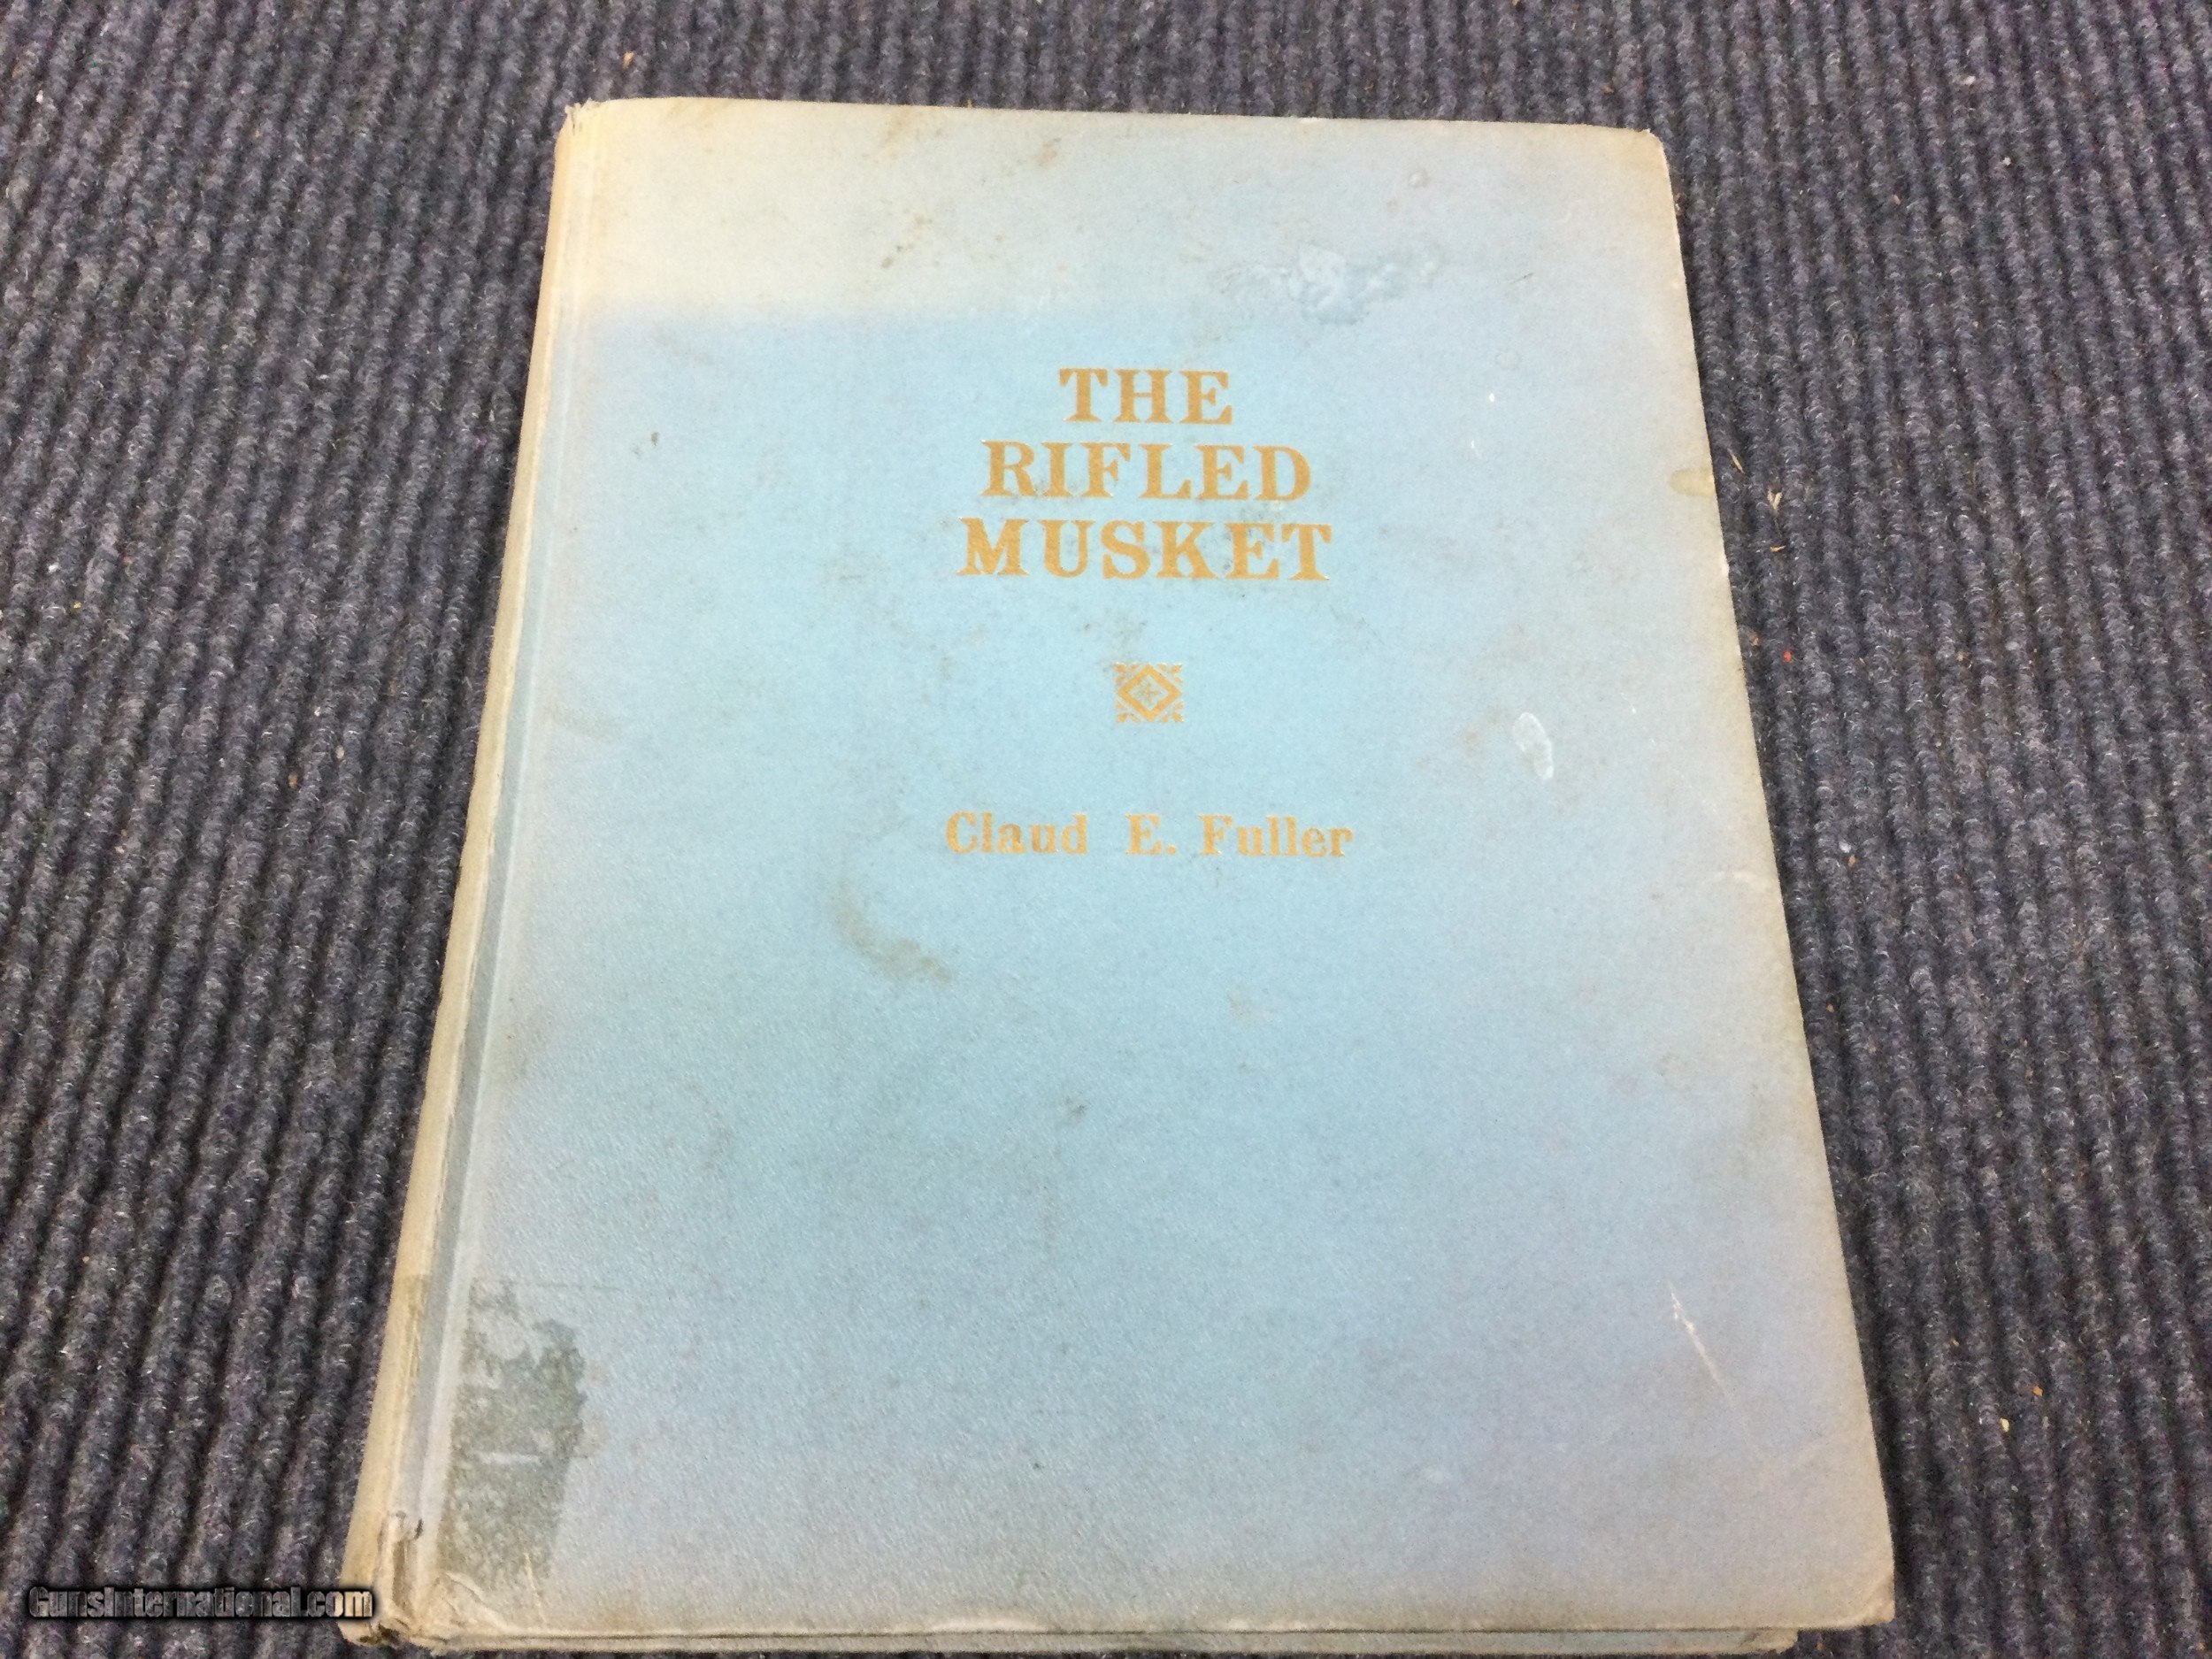 THE
RIFLED
MUSKET
Claud E. Fuller
GunsInternational.com